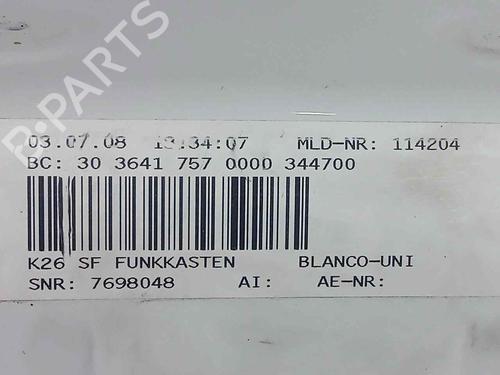 B-PARTS
03.07.08 13:34:07 MLD-NR: 114204
BC: 30 3641 757 0000 344700
K26 SF FUNKKASTEN BLANCO-UNI
SNR: 7698048 AI: AE-NR: